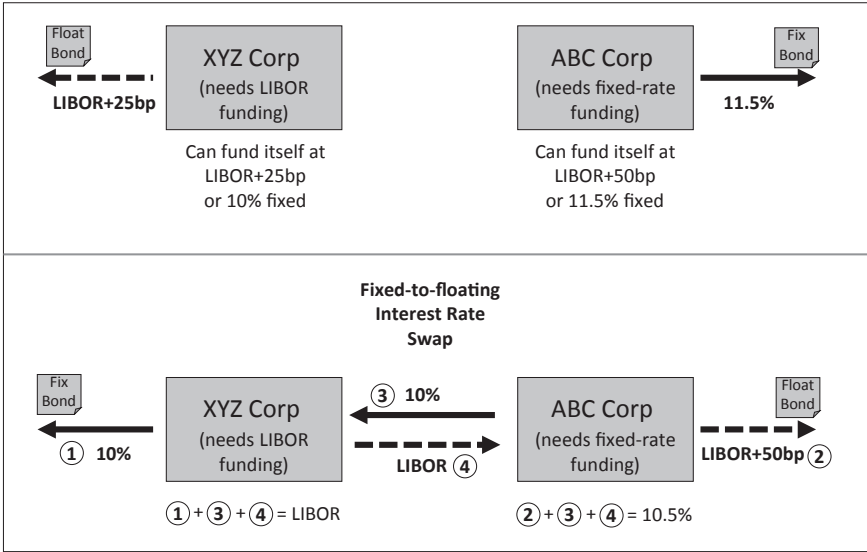 Float
Bond
LIBOR+25bp
XYZ Corp
(needs LIBOR
funding)
Can fund itself at
LIBOR+25bp
or 10% fixed
ABC Corp
(needs fixed-rate
funding)
Can fund itself at
LIBOR+50bp
or 11.5% fixed
Fix
Bond
11.5%
Fixed-to-floating
Interest Rate
Swap
Fix
Bond
① 10%
XYZ Corp
(needs LIBOR
funding)
③ 10%
LIBOR ④
ABC Corp
(needs fixed-rate
funding)
Float
Bond
LIBOR+50bp ②
① + ③ + ④ = LIBOR
② + ③ + ④ = 10.5%